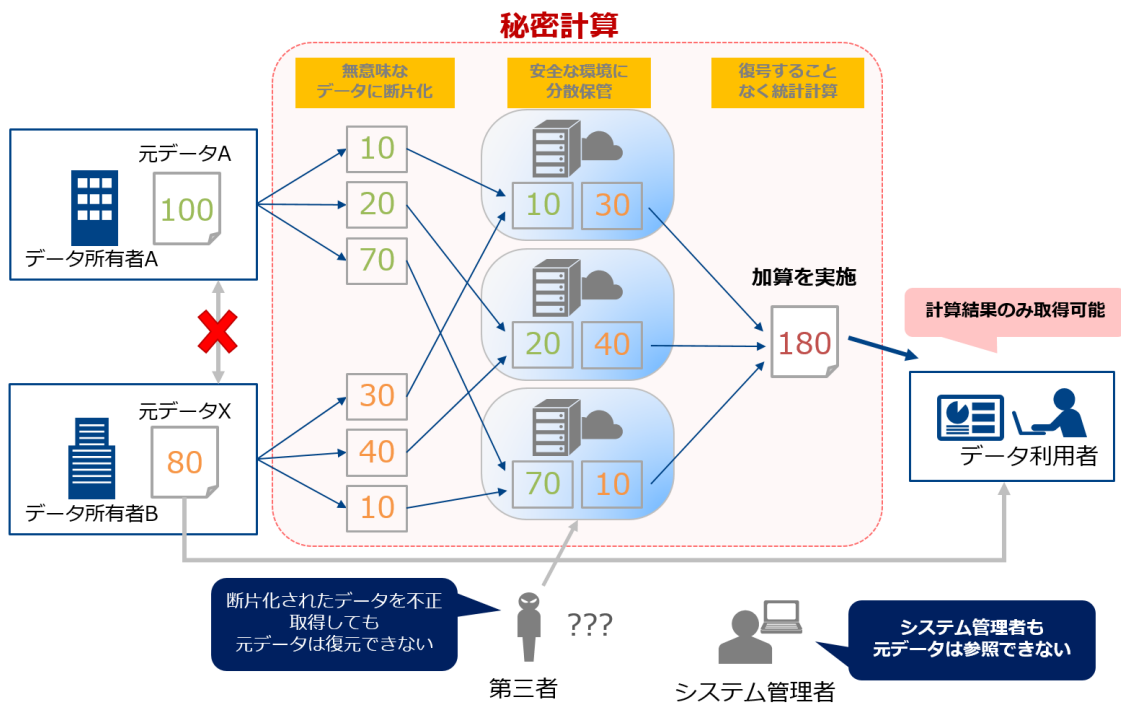 秘密計算
無意味な
データに断片化
安全な環境に
分散保管
復号すること
なく統計計算
元データA
100
データ所有者A
10
20
70
10 30
20 40
70 10
加算を実施
180
計算結果のみ取得可能
データ利用者
元データX
80
データ所有者B
30
40
10
断片化されたデータを不正
取得しても
元データは復元できない
???
第三者
システム管理者
システム管理者も
元データは参照できない